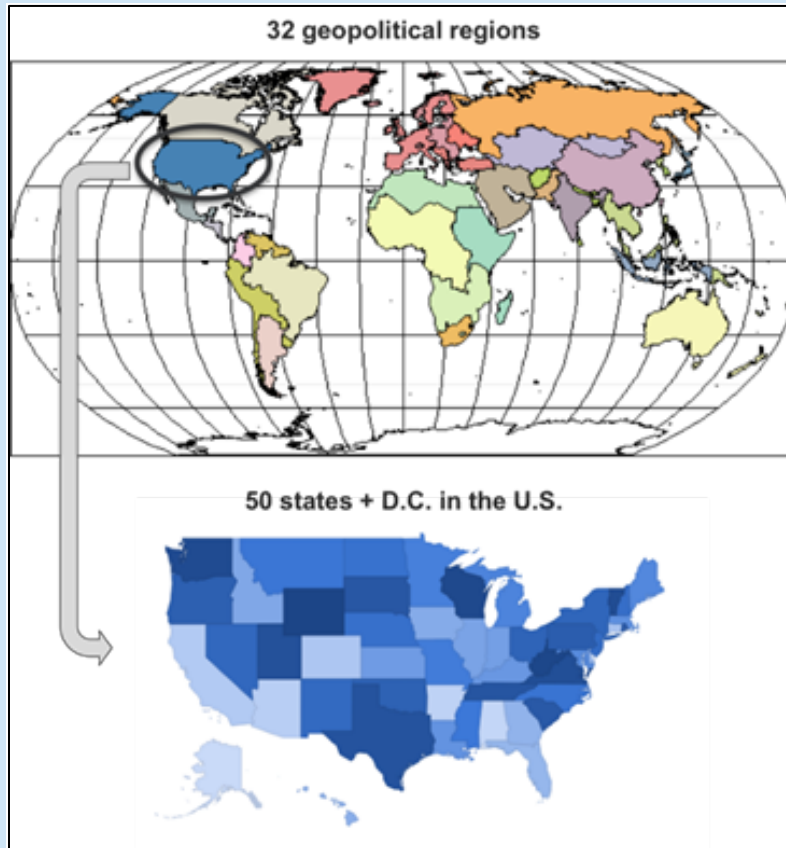 32 geopolitical regions
50 states + D.C. in the U.S.